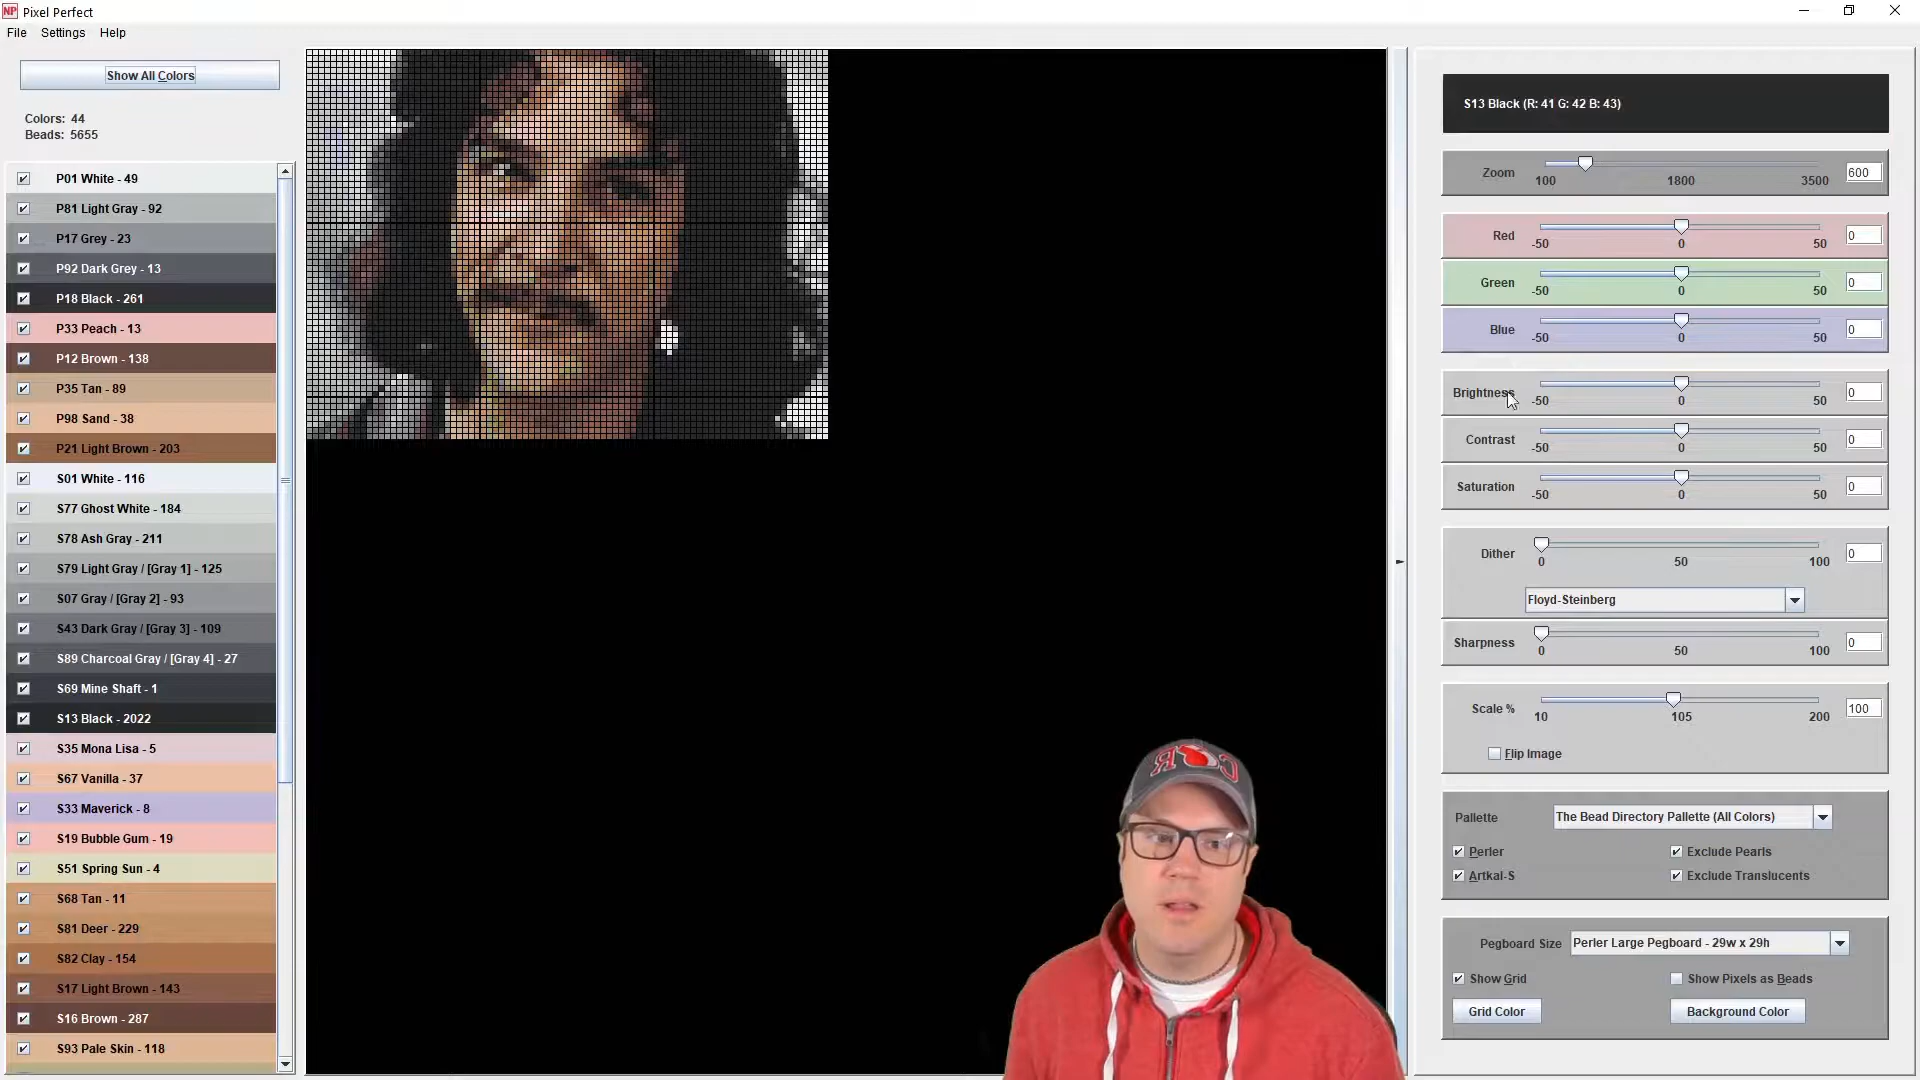 Pixel Perfect
File Settings Help
Show All Colors
Colors: 44
Beads: 5655
P01 White - 49
P81 Light Gray - 92
P17 Grey - 23
P92 Dark Grey - 13
P18 Black - 261
P33 Peach - 13
P12 Brown - 138
P35 Tan - 89
P98 Sand - 38
P21 Light Brown - 203
S01 White - 116
S77 Ghost White - 184
S78 Ash Gray - 211
S79 Light Gray / [Gray 1] - 125
S07 Gray / [Gray 2] - 93
S43 Dark Gray / [Gray 3] - 109
S89 Charcoal Gray / [Gray 4] - 27
S69 Mine Shaft - 1
S13 Black - 2022
S35 Mona Lisa - 5
S67 Vanilla - 37
S33 Maverick - 8
S19 Bubble Gum - 19
S51 Spring Sun - 4
S68 Tan - 11
S81 Deer - 229
S82 Clay - 154
S17 Light Brown - 143
S16 Brown - 287
S93 Pale Skin - 118
S13 Black (R: 41 G: 42 B: 43)
Zoom 600
100 1800 3500
Red 0
-50 0 50
Green 0
-50 0 50
Blue 0
-50 0 50
Brightness 0
-50 0 50
Contrast 0
-50 0 50
Saturation 0
-50 0 50
Dither 0
0 50 100
Floyd-Steinberg
Sharpness 0
0 50 100
Scale % 100
10 105 200
Flip Image
Pallette The Bead Directory Pallette (All Colors)
Perler Exclude Pearls
Artkal-S Exclude Translucents
Pegboard Size Perler Large Pegboard - 29w x 29h
Show Grid Show Pixels as Beads
Grid Color Background Color